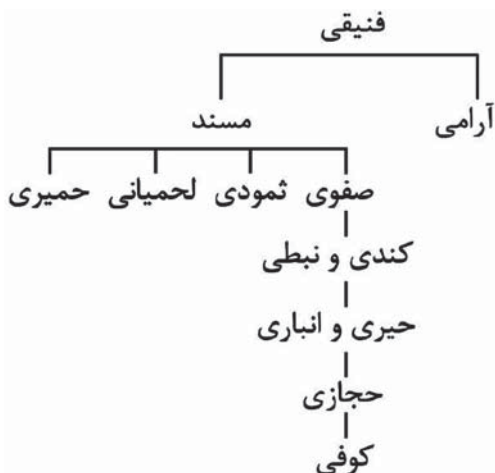 فنیقی
آرامی مسند
صفوی ثمودی لحمیانی حمیری
کندی و نبطی
حیری و انباری
حجازی
کوفی